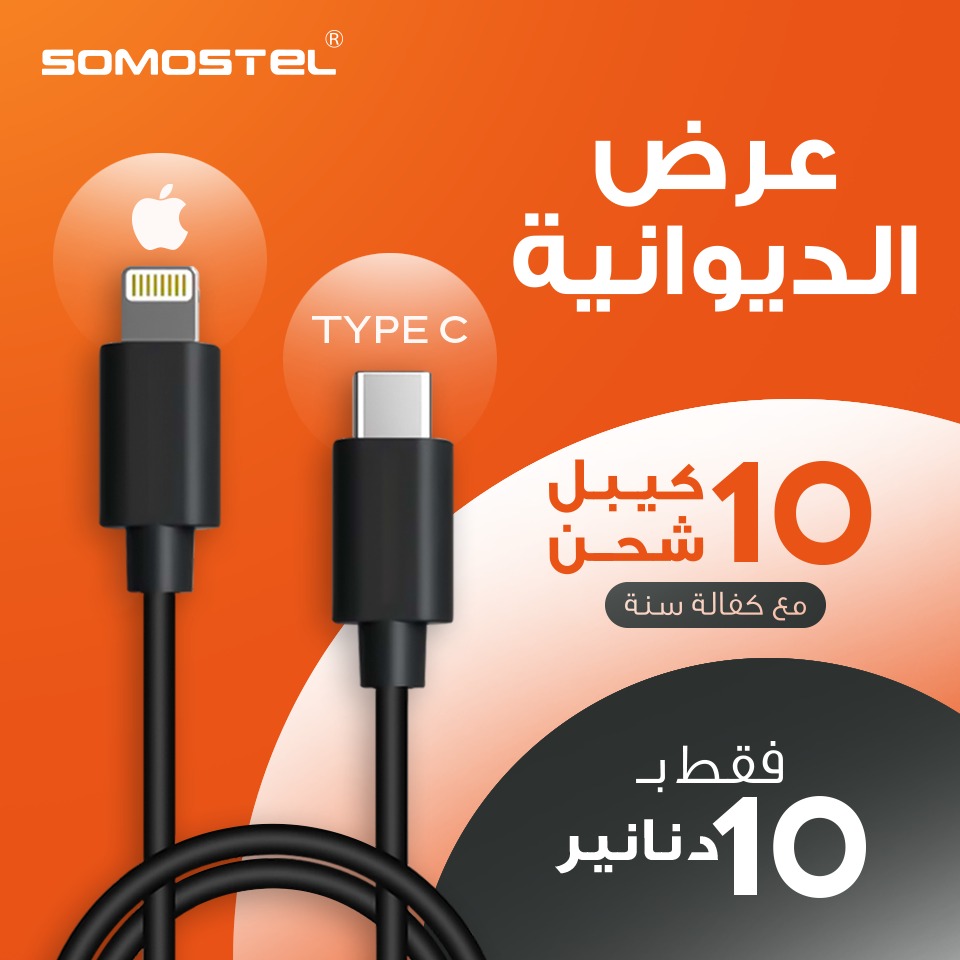 SOMOSTEL®
عرض
الديوانية
TYPE C
10 كيبل
شحن
مع كفالة سنة
فقط بـ
10 دنانير